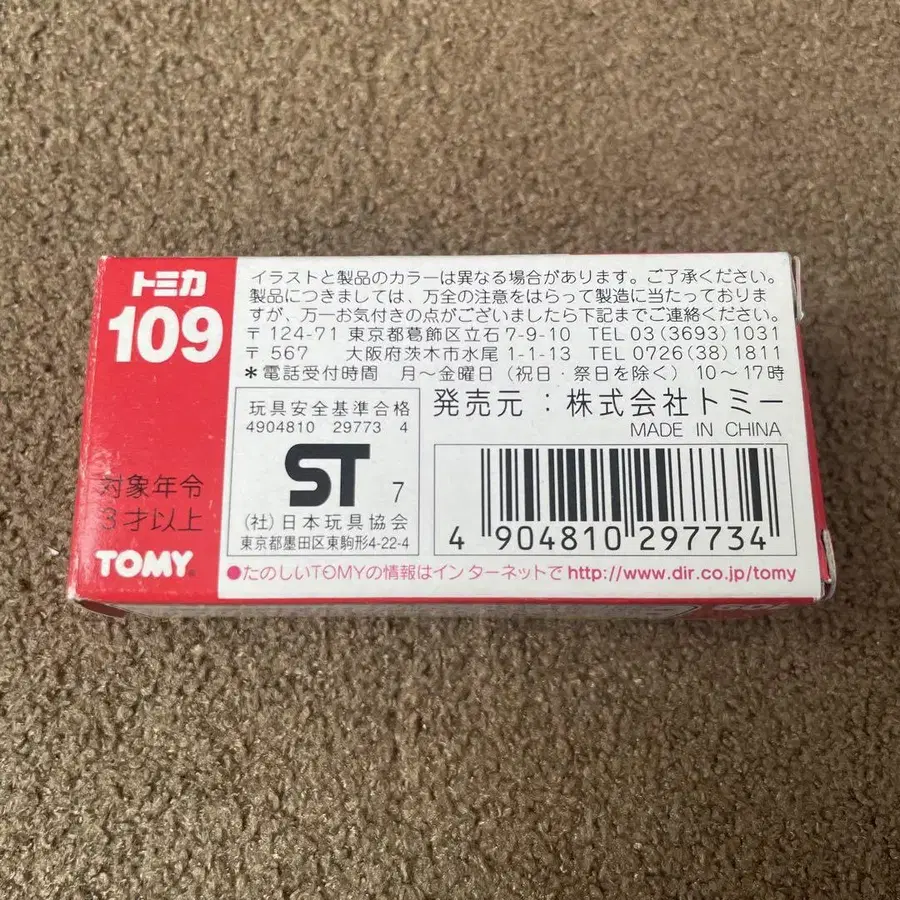 トミカ
109
対象年令
3才以上
TOMY
イラストと製品のカラーは異なる場合があります。ご了承ください。
製品につきましては、万全の注意をはらって製造に当たっておりま
すが、万一お気付きの点がございましたら下記までご連絡ください。
〒124-71 東京都葛飾区立石7-9-10 TEL 03(3693)1031
〒567 大阪府茨木市水尾 1-1-13 TEL 0726(38)1811
*電話受付時間 月〜金曜日(祝日・祭日を除く) 10〜17時
玩具安全基準合格
4904810 29773 4
ST 7
(社)日本玩具協会
東京都墨田区東駒形4-22-4
発売元:株式会社トミー
MADE IN CHINA
4 904810 297734
●たのしいTOMYの情報はインターネットで http://www.dir.co.jp/tomy